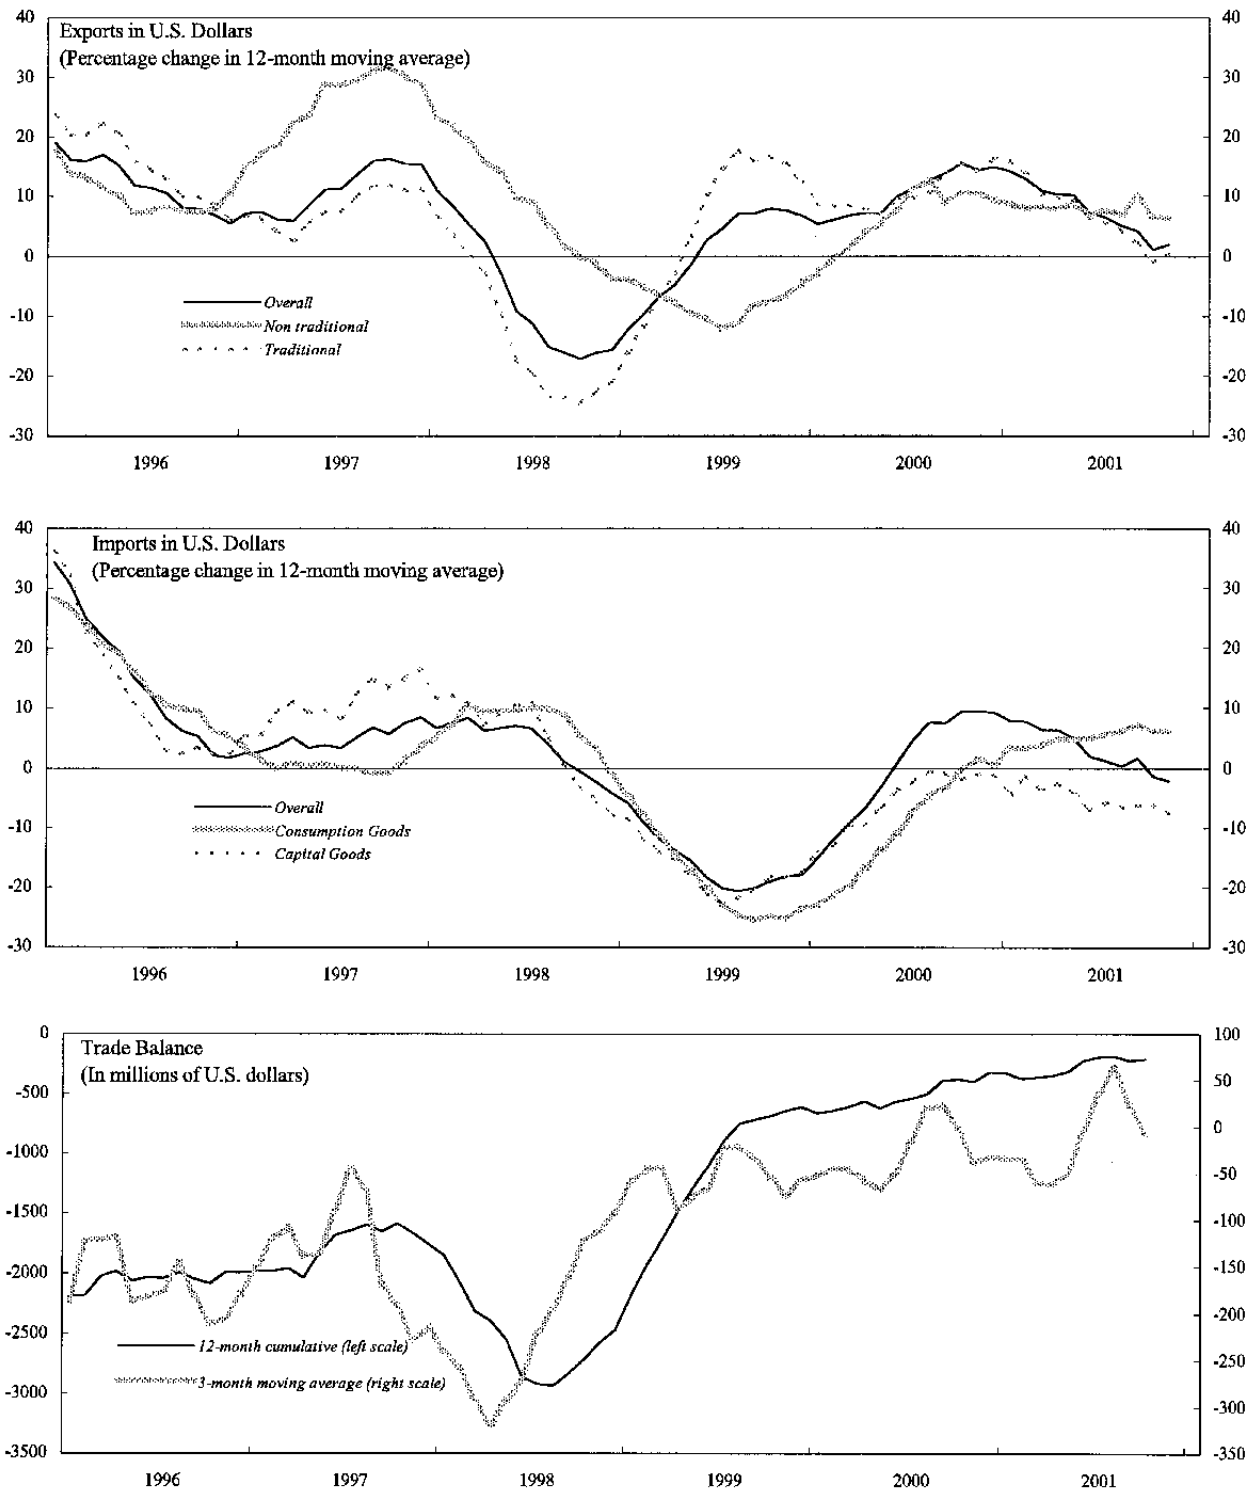 Exports in U.S. Dollars
(Percentage change in 12-month moving average)
40 40
30 30
20 20
10 10
0 0
-10 -10
-20 -20
-30 -30
Overall
Non traditional
Traditional
1996 1997 1998 1999 2000 2001
Imports in U.S. Dollars
(Percentage change in 12-month moving average)
40 40
30 30
20 20
10 10
0 0
-10 -10
-20 -20
-30 -30
Overall
Consumption Goods
Capital Goods
1996 1997 1998 1999 2000 2001
Trade Balance
(In millions of U.S. dollars)
0
-500
-1000
-1500
-2000
-2500
-3000
-3500
100
50
0
-50
-100
-150
-200
-250
-300
-350
12-month cumulative (left scale)
3-month moving average (right scale)
1996 1997 1998 1999 2000 2001